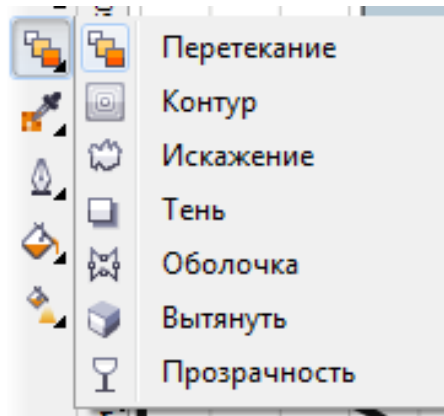 Перетекание
Контур
Искажение
Тень
Оболочка
Вытянуть
Прозрачность